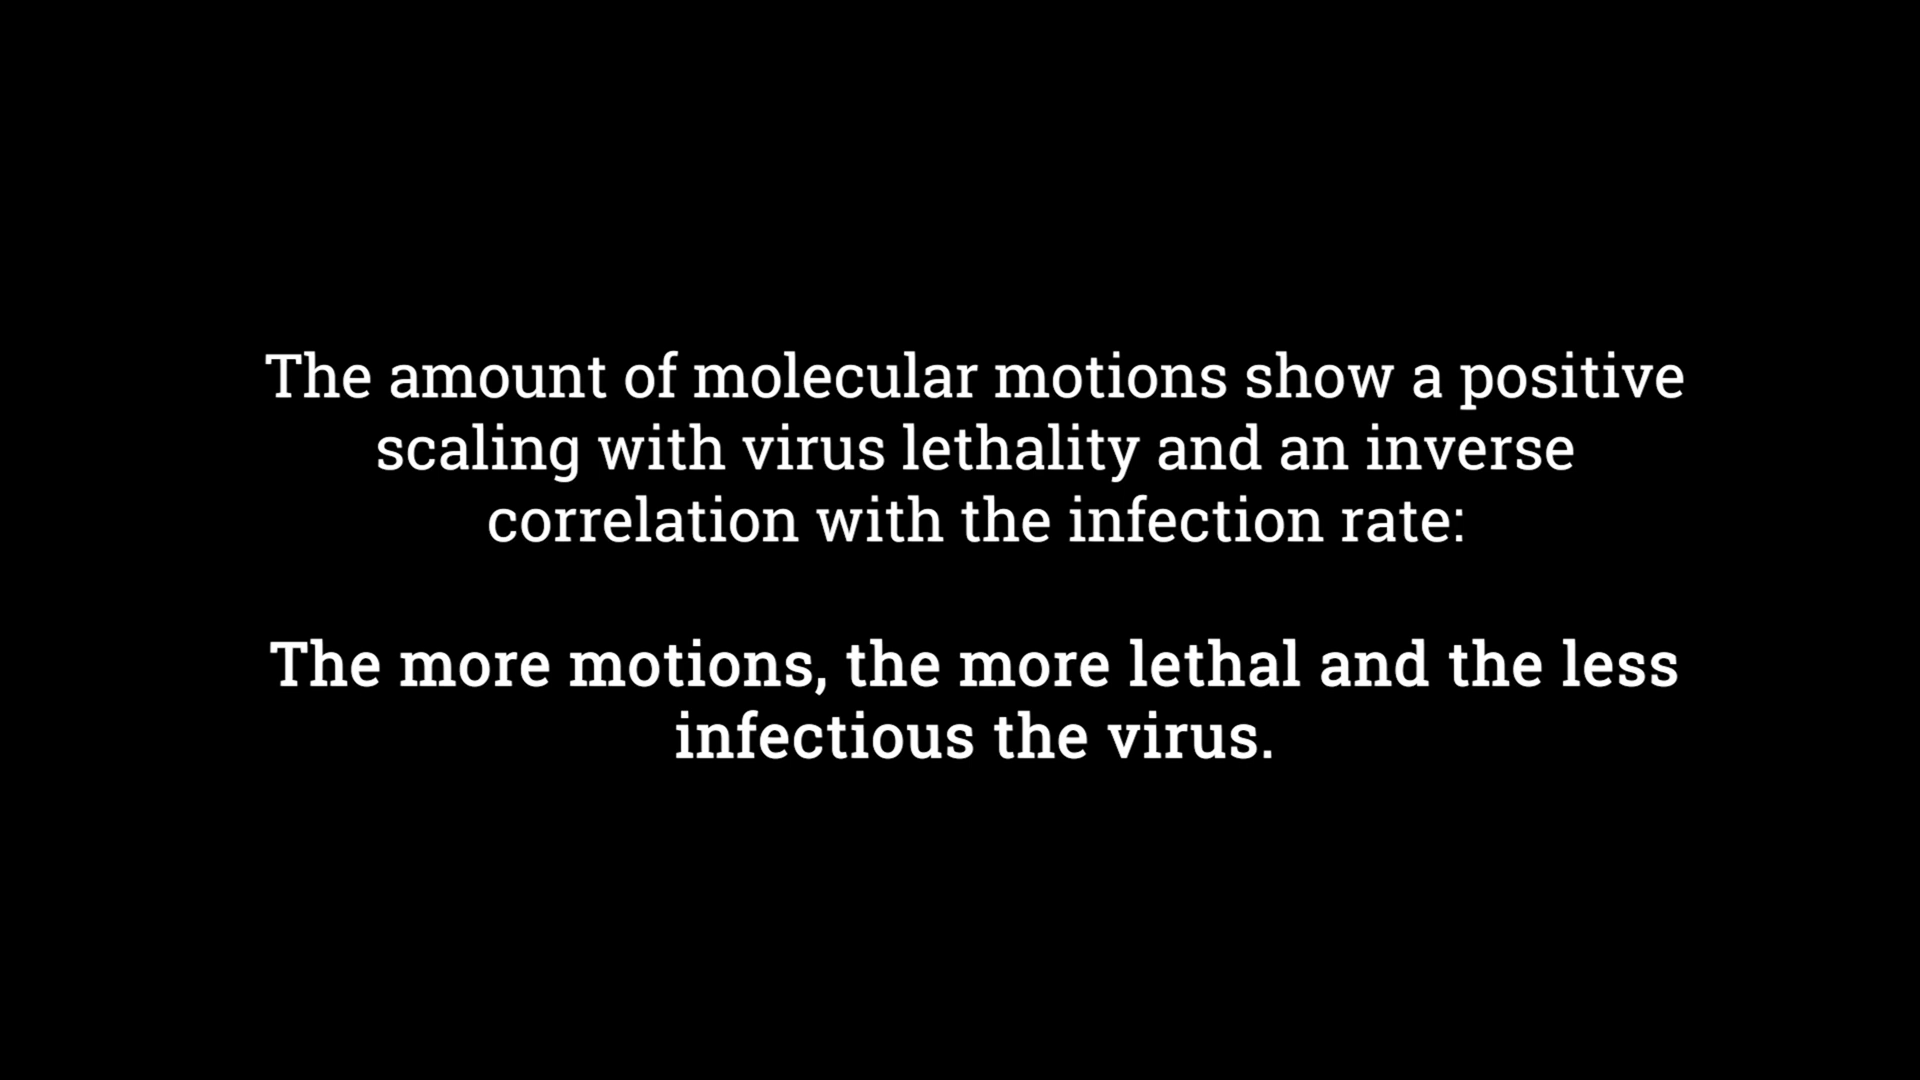 The amount of molecular motions show a positive
scaling with virus lethality and an inverse
correlation with the infection rate:
The more motions, the more lethal and the less
infectious the virus.